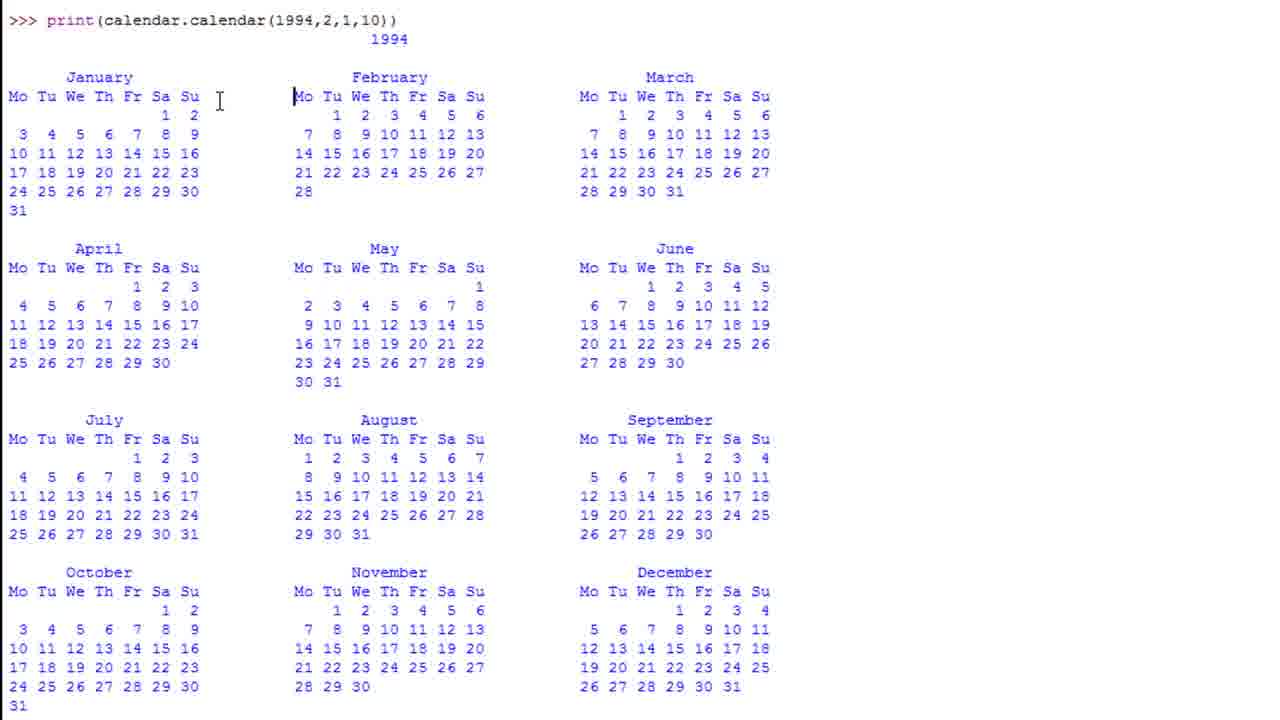 >>> print(calendar.calendar(1994,2,1,10))
                                      1994

      January                       February                       March
Mo Tu We Th Fr Sa Su          Mo Tu We Th Fr Sa Su          Mo Tu We Th Fr Sa Su
                1  2              1  2  3  4  5  6              1  2  3  4  5  6
 3  4  5  6  7  8  9           7  8  9 10 11 12 13           7  8  9 10 11 12 13
10 11 12 13 14 15 16          14 15 16 17 18 19 20          14 15 16 17 18 19 20
17 18 19 20 21 22 23          21 22 23 24 25 26 27          21 22 23 24 25 26 27
24 25 26 27 28 29 30          28                            28 29 30 31
31

       April                          May                           June
Mo Tu We Th Fr Sa Su          Mo Tu We Th Fr Sa Su          Mo Tu We Th Fr Sa Su
             1  2  3                             1                 1  2  3  4  5
 4  5  6  7  8  9 10           2  3  4  5  6  7  8           6  7  8  9 10 11 12
11 12 13 14 15 16 17           9 10 11 12 13 14 15          13 14 15 16 17 18 19
18 19 20 21 22 23 24          16 17 18 19 20 21 22          20 21 22 23 24 25 26
25 26 27 28 29 30             23 24 25 26 27 28 29          27 28 29 30
                              30 31

        July                         August                      September
Mo Tu We Th Fr Sa Su          Mo Tu We Th Fr Sa Su          Mo Tu We Th Fr Sa Su
             1  2  3           1  2  3  4  5  6  7                    1  2  3  4
 4  5  6  7  8  9 10           8  9 10 11 12 13 14           5  6  7  8  9 10 11
11 12 13 14 15 16 17          15 16 17 18 19 20 21          12 13 14 15 16 17 18
18 19 20 21 22 23 24          22 23 24 25 26 27 28          19 20 21 22 23 24 25
25 26 27 28 29 30 31          29 30 31                      26 27 28 29 30

      October                       November                      December
Mo Tu We Th Fr Sa Su          Mo Tu We Th Fr Sa Su          Mo Tu We Th Fr Sa Su
                1  2              1  2  3  4  5  6                    1  2  3  4
 3  4  5  6  7  8  9           7  8  9 10 11 12 13           5  6  7  8  9 10 11
10 11 12 13 14 15 16          14 15 16 17 18 19 20          12 13 14 15 16 17 18
17 18 19 20 21 22 23          21 22 23 24 25 26 27          19 20 21 22 23 24 25
24 25 26 27 28 29 30          28 29 30                      26 27 28 29 30 31
31